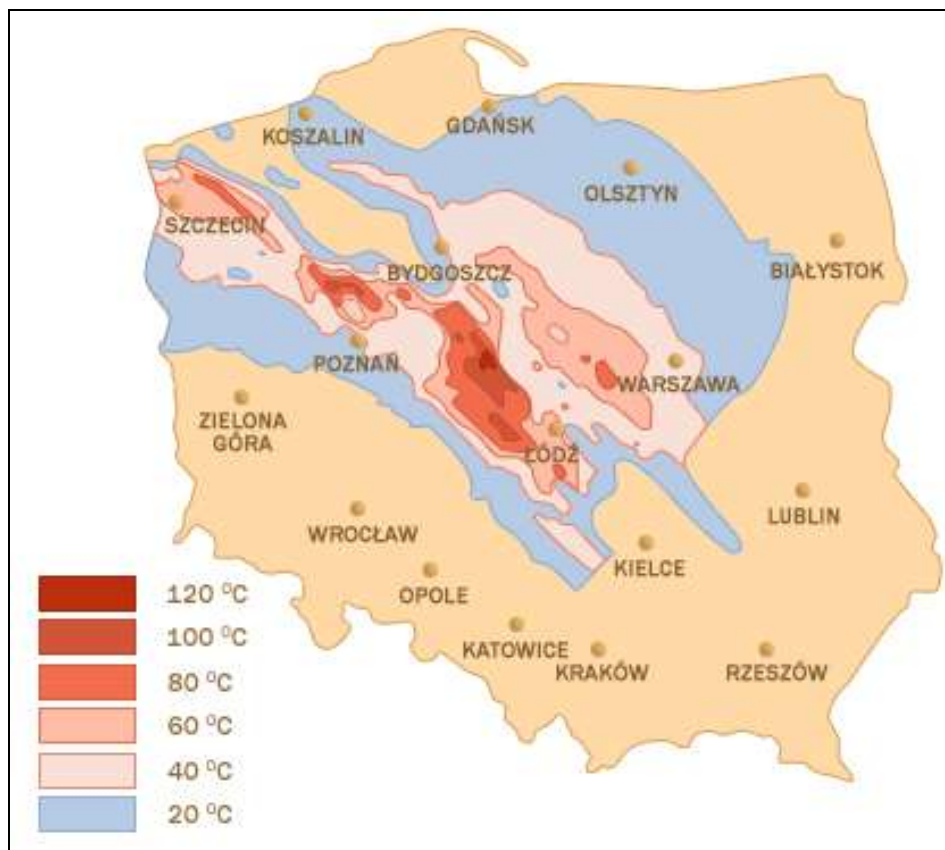 KOSZALIN
GDAŃSK
OLSZTYN
SZCZECIN
BYDGOSZCZ
BIAŁYSTOK
POZNAŃ
WARSZAWA
ZIELONA
GÓRA
ŁÓDŹ
LUBLIN
WROCŁAW
KIELCE
OPOLE
KATOWICE
KRAKÓW
RZESZÓW
120 °C
100 °C
80 °C
60 °C
40 °C
20 °C